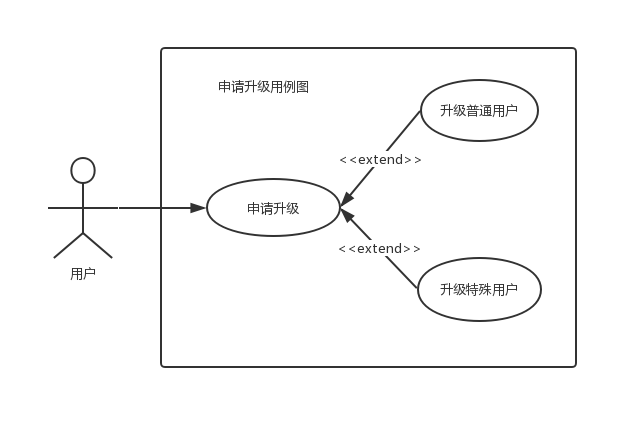 申请升级用例图
升级普通用户
<<extend>>
申请升级
<<extend>>
用户
升级特殊用户